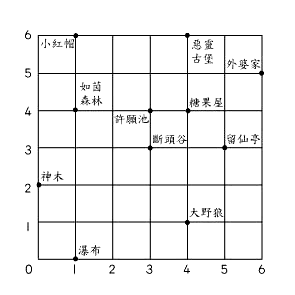 6
小紅帽
惡靈
古堡
外婆家
5
如茵
森林
糖果屋
4
許願池
斷頭谷
留仙亭
3
神木
2
大野狼
1
瀑布
0 1 2 3 4 5 6